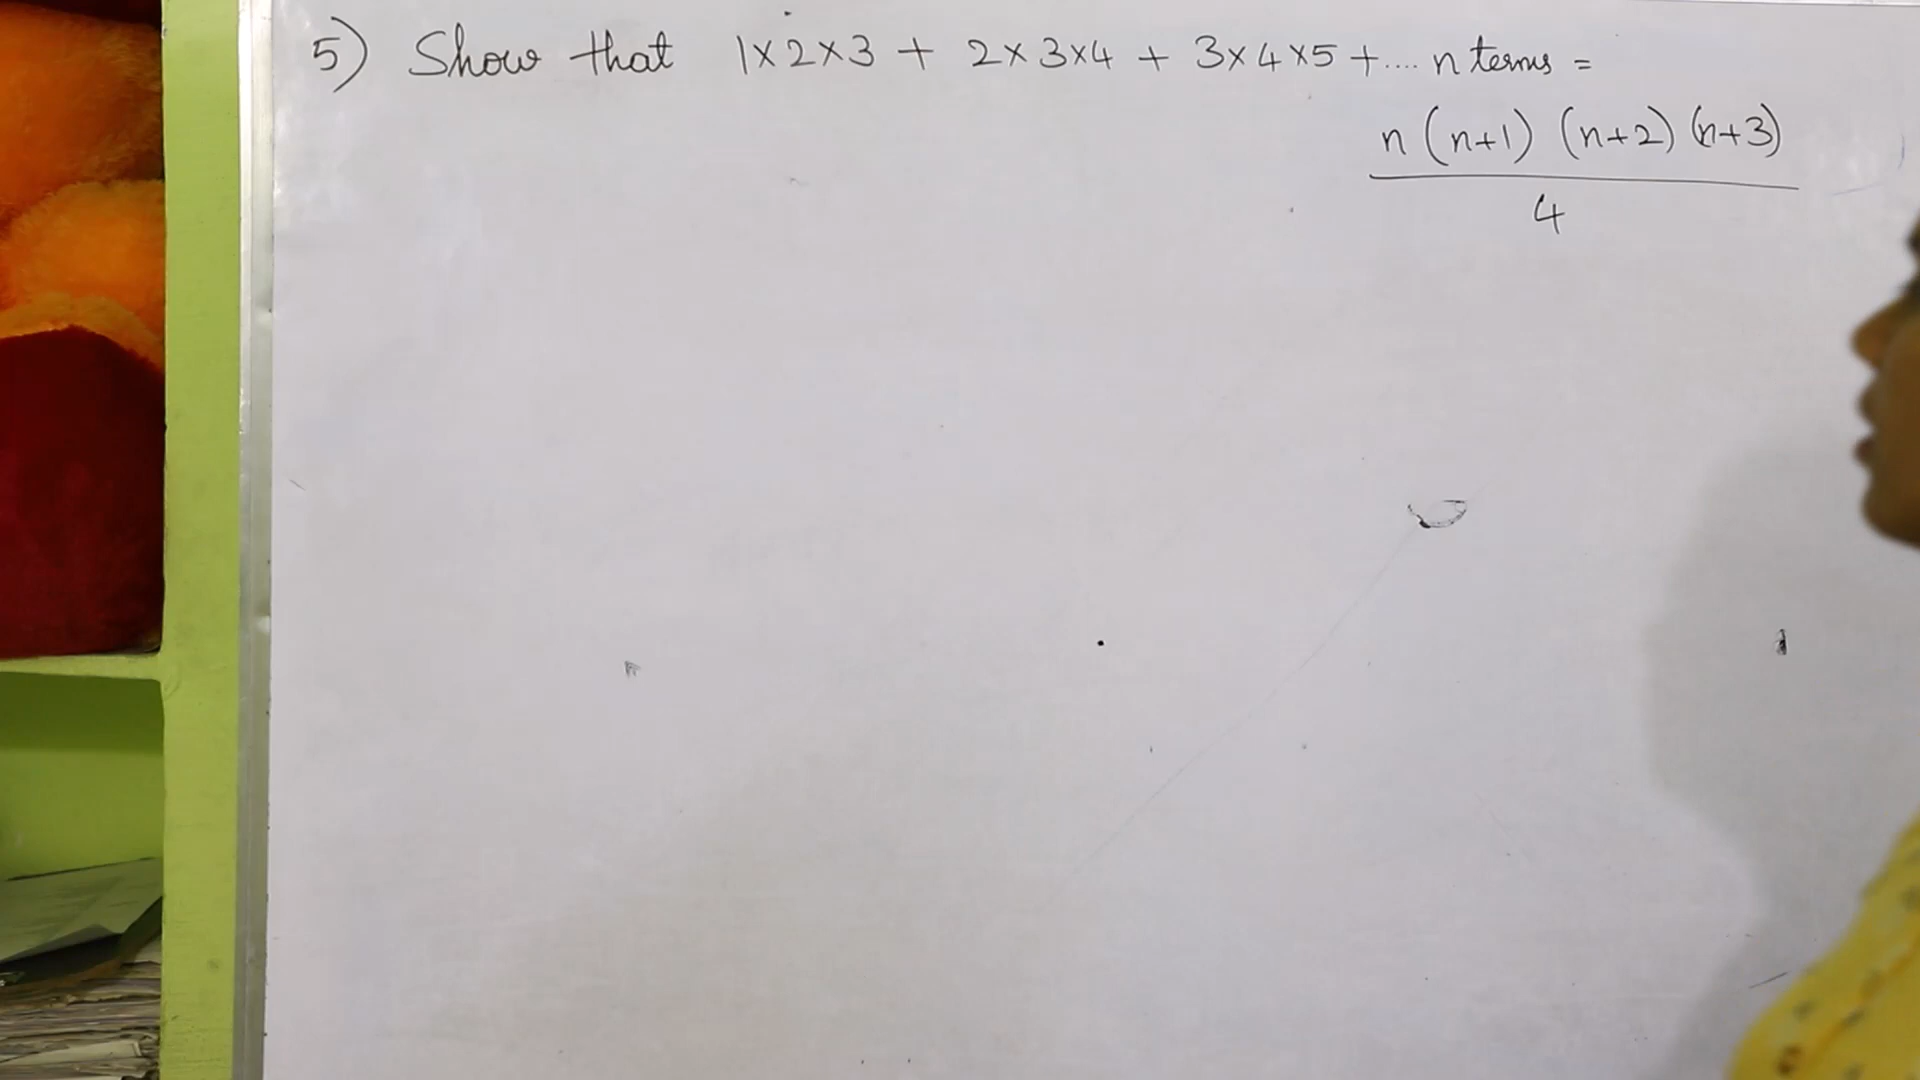 5) Show that 1×2×3 + 2×3×4 + 3×4×5 +.... n terms =
n (n+1) (n+2) (n+3)
4